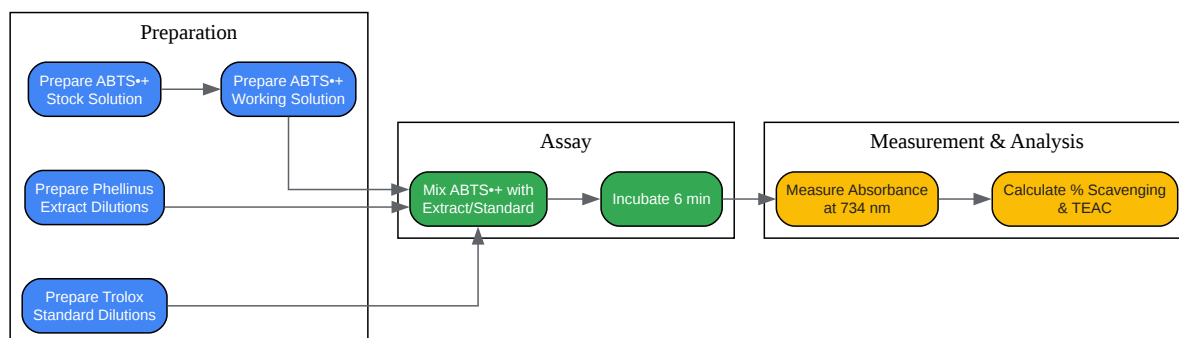 Preparation
Prepare ABTS•+
Stock Solution
Prepare ABTS•+
Working Solution
Prepare Phellinus
Extract Dilutions
Prepare Trolox
Standard Dilutions
Assay
Mix ABTS•+ with
Extract/Standard
Incubate 6 min
Measurement & Analysis
Measure Absorbance
at 734 nm
Calculate % Scavenging
& TEAC